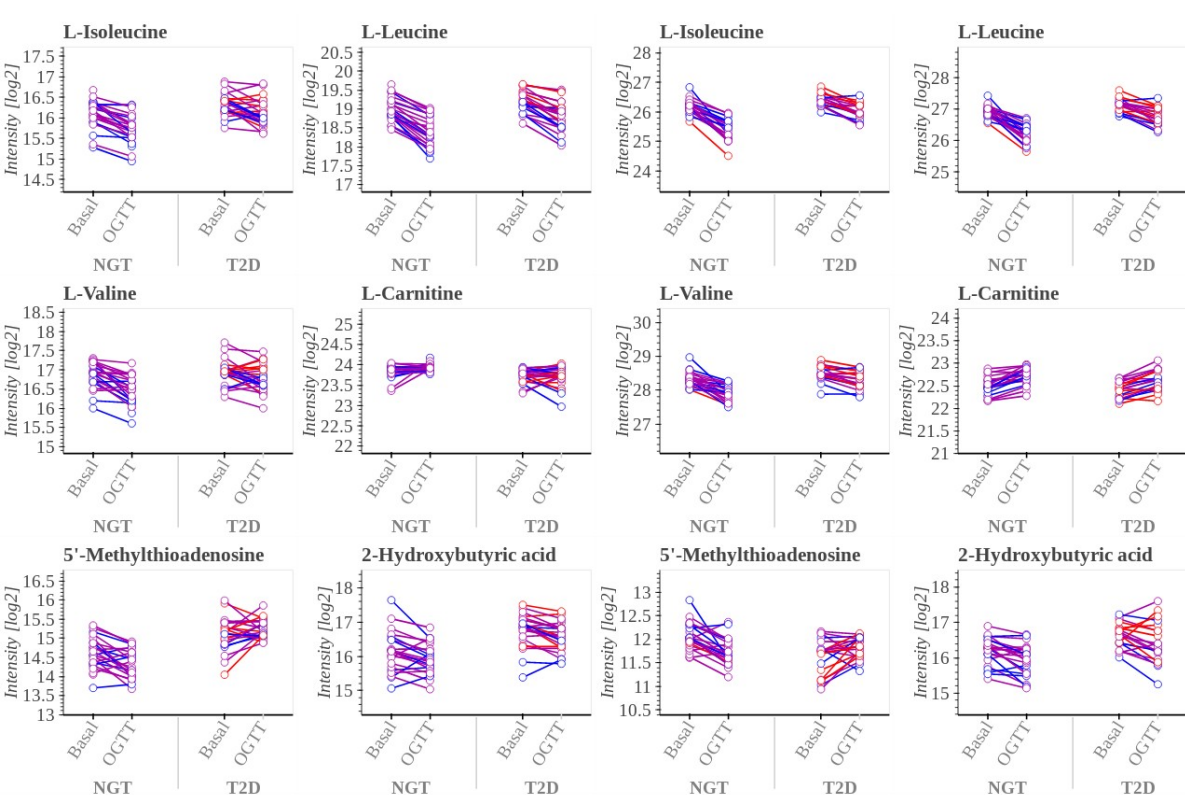 L-Isoleucine
Intensity [log2]
17.5
17
16.5
16
15.5
15
14.5
Basal
OGTT
Basal
OGTT
NGT
T2D
L-Leucine
Intensity [log2]
20.5
20
19.5
19
18.5
18
17.5
17
Basal
OGTT
Basal
OGTT
NGT
T2D
L-Isoleucine
Intensity [log2]
28
27
26
25
24
Basal
OGTT
Basal
OGTT
NGT
T2D
L-Leucine
Intensity [log2]
28
27
26
25
Basal
OGTT
Basal
OGTT
NGT
T2D
L-Valine
Intensity [log2]
18.5
18
17.5
17
16.5
16
15.5
15
Basal
OGTT
Basal
OGTT
NGT
T2D
L-Carnitine
Intensity [log2]
25
24.5
24
23.5
23
22.5
22
Basal
OGTT
Basal
OGTT
NGT
T2D
L-Valine
Intensity [log2]
30
29
28
27
Basal
OGTT
Basal
OGTT
NGT
T2D
L-Carnitine
Intensity [log2]
24
23.5
23
22.5
22
21.5
21
Basal
OGTT
Basal
OGTT
NGT
T2D
5'-Methylthioadenosine
Intensity [log2]
16.5
16
15.5
15
14.5
14
13.5
13
Basal
OGTT
Basal
OGTT
NGT
T2D
2-Hydroxybutyric acid
Intensity [log2]
18
17
16
15
Basal
OGTT
Basal
OGTT
NGT
T2D
5'-Methylthioadenosine
Intensity [log2]
13
12.5
12
11.5
11
10.5
Basal
OGTT
Basal
OGTT
NGT
T2D
2-Hydroxybutyric acid
Intensity [log2]
18
17
16
15
Basal
OGTT
Basal
OGTT
NGT
T2D